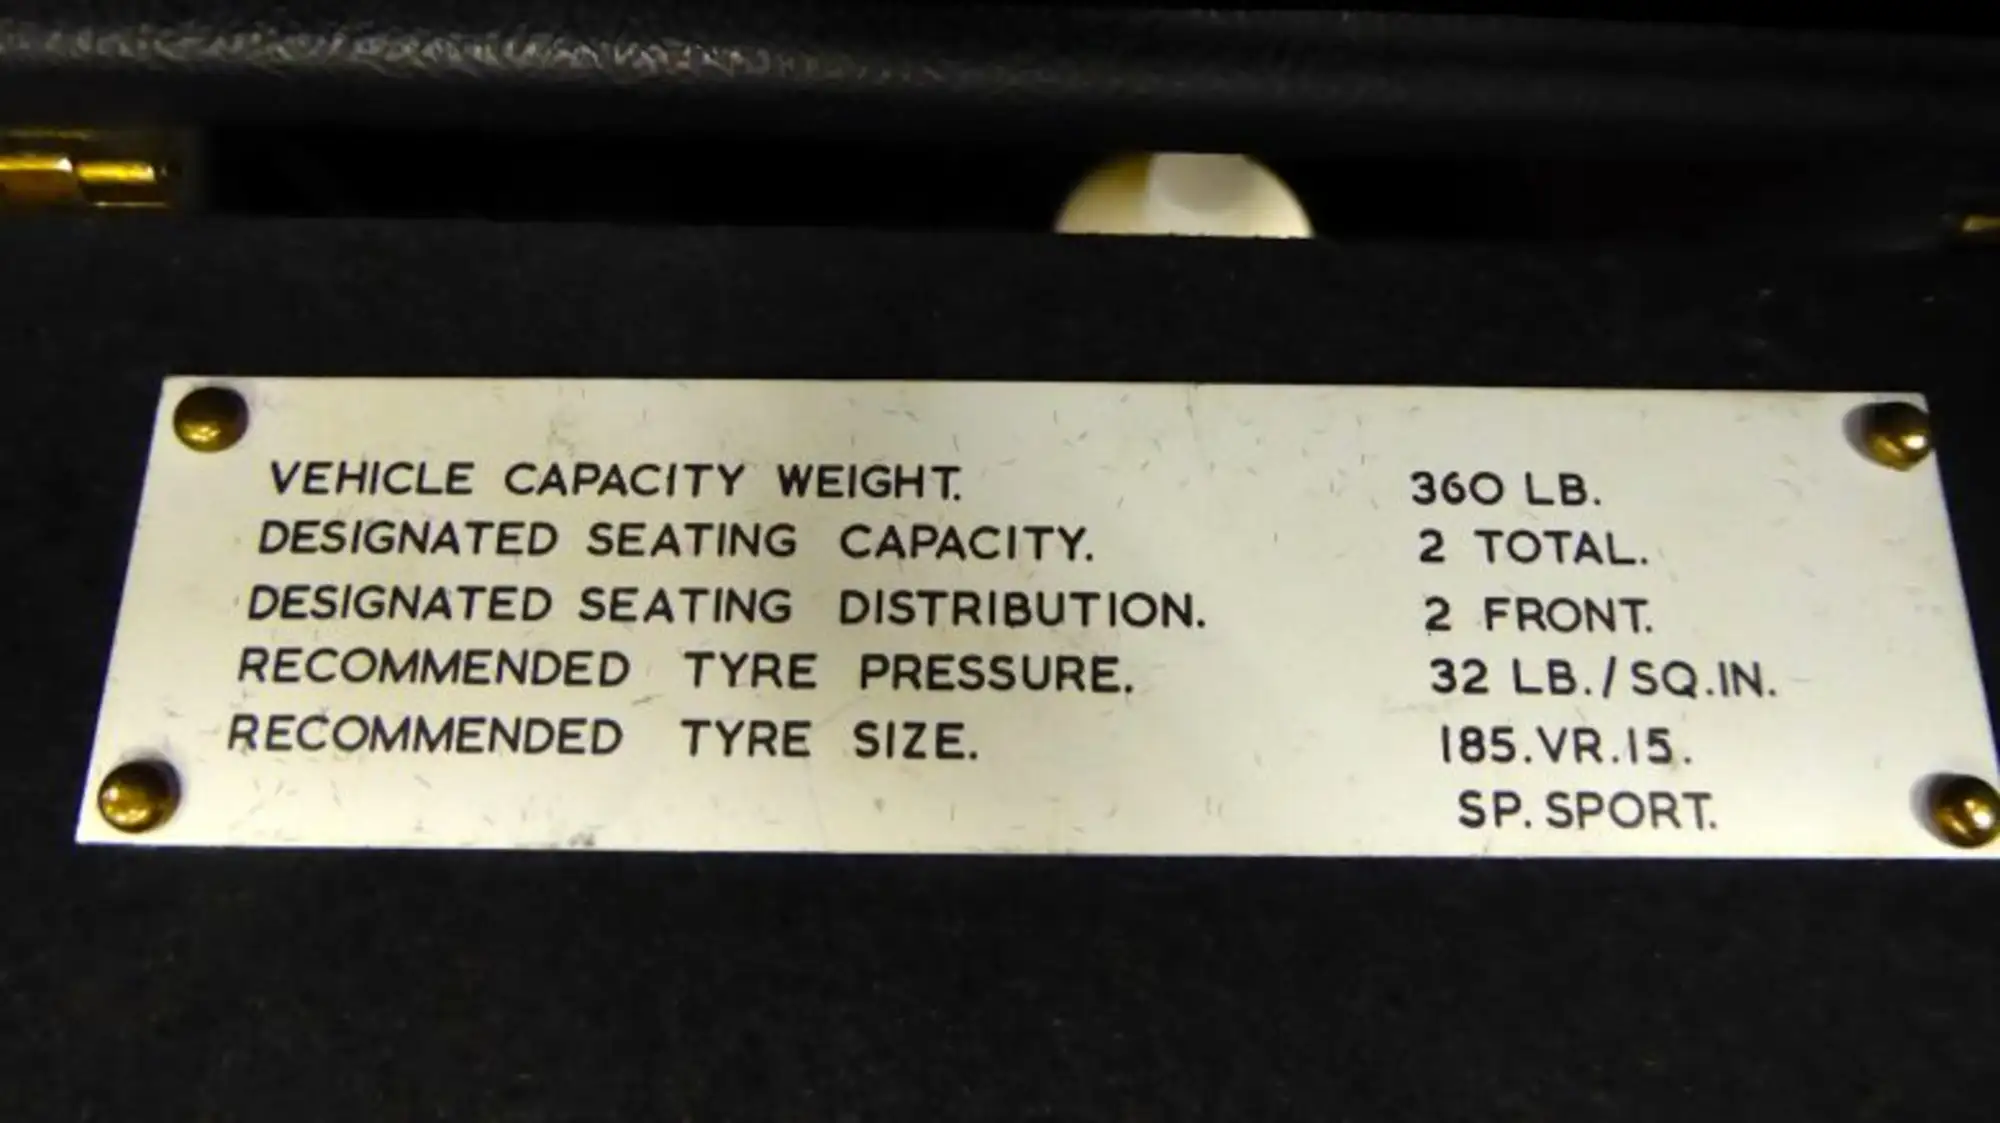 VEHICLE CAPACITY WEIGHT. 360 LB.
DESIGNATED SEATING CAPACITY. 2 TOTAL.
DESIGNATED SEATING DISTRIBUTION. 2 FRONT.
RECOMMENDED TYRE PRESSURE. 32 LB./SQ.IN.
RECOMMENDED TYRE SIZE. 185.VR.15.
SP. SPORT.